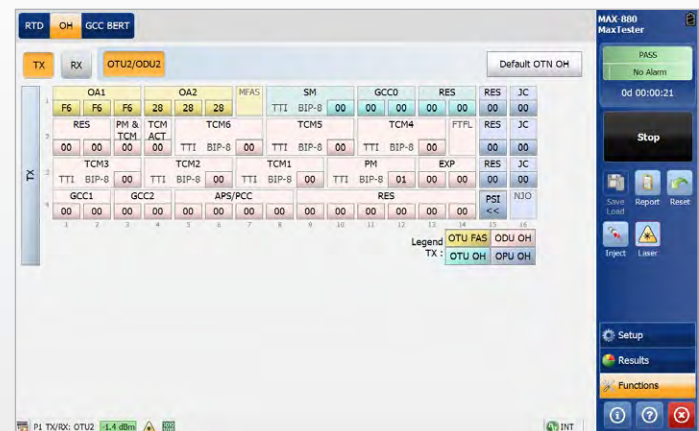 RTD OH GCC BERT
MAX-880
MaxTester
TX RX OTU2/ODU2 Default OTN OH
PASS
No Alarm
0d 00:00:21
OA1 OA2 MFAS SM GCC0 RES RES JC
1 F6 F6 F6 28 28 28 TTI BIP-8 00 00 00 00 00 00 00
RES PM & TCM TCM ACT TCM6 TCM5 TCM4 FTFL RES JC
2 00 00 00 00 TTI BIP-8 00 TTI BIP-8 00 TTI BIP-8 00 00 00
TX
TCM3 TCM2 TCM1 PM EXP RES JC
3 TTI BIP-8 00 TTI BIP-8 00 TTI BIP-8 00 TTI BIP-8 01 00 00 00 00
GCC1 GCC2 APS/PCC RES PSI NJO
4 00 00 00 00 00 00 00 00 00 00 00 00 00 00 <<
1 2 3 4 5 6 7 8 9 10 11 12 13 14 15 16
Legend TX : OTU FAS ODU OH
OTU OH OPU OH
Stop
Save Load Report Reset
Inject Laser
Setup
Results
Functions
P1 TX/RX: OTU2 -1.4 dBm INT